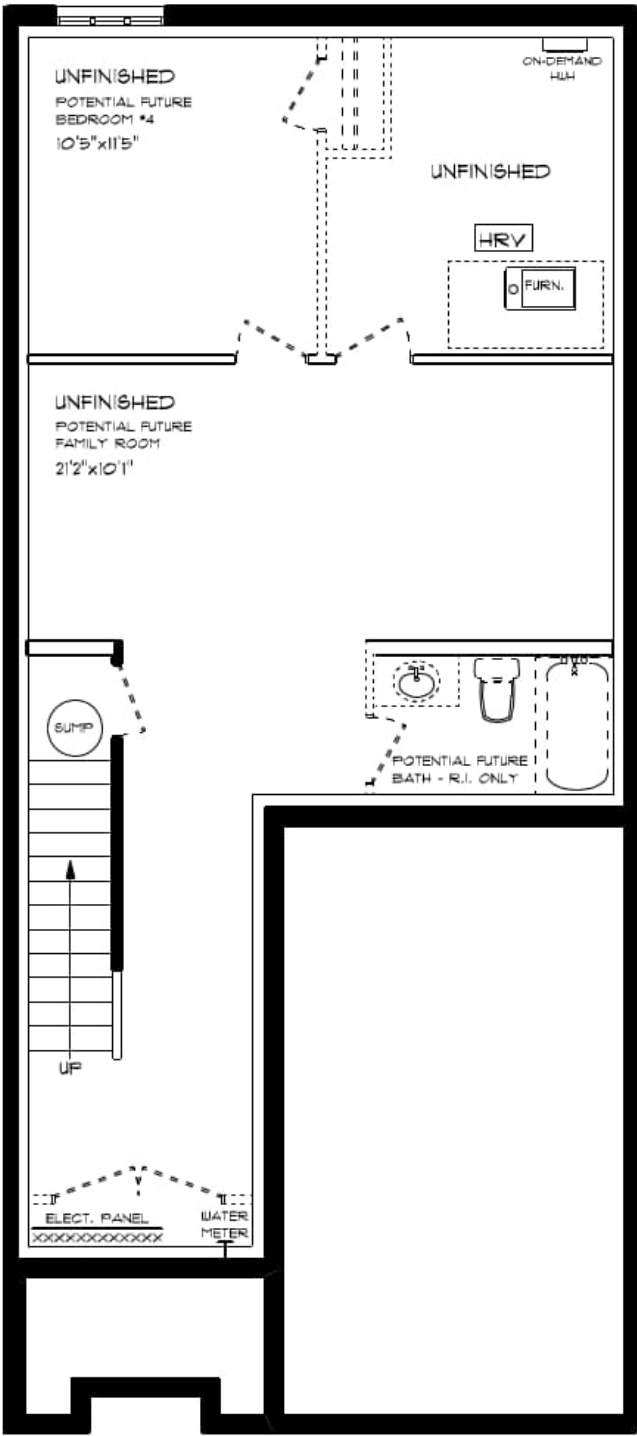 UNFINISHED
POTENTIAL FUTURE
BEDROOM #4
10'5"x11'5"
ON-DEMAND
HWH
UNFINISHED
HRV
FURN.
UNFINISHED
POTENTIAL FUTURE
FAMILY ROOM
21'2"x10'1"
SUMP
POTENTIAL FUTURE
BATH - R.I. ONLY
UP
ELECT. PANEL
WATER
METER